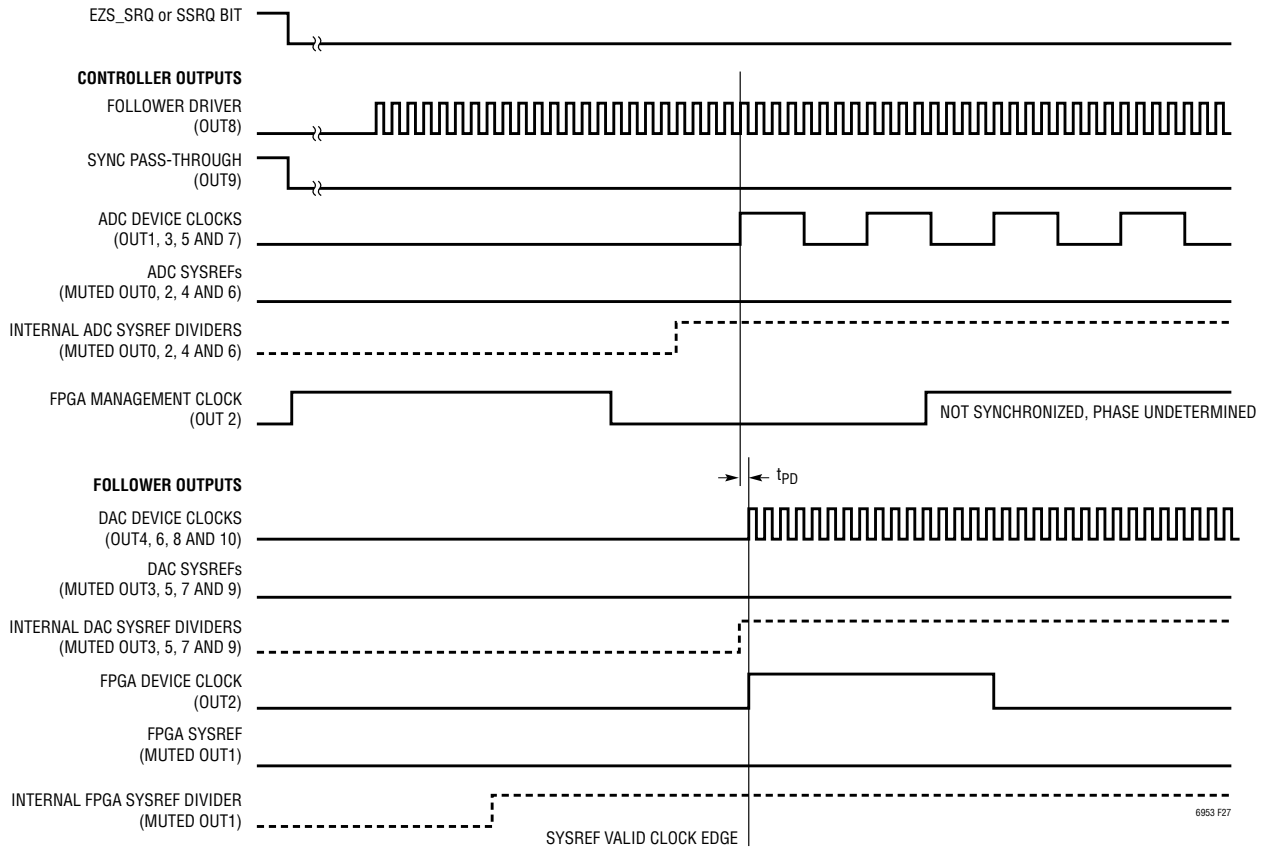 EZS_SRQ or SSRQ BIT
CONTROLLER OUTPUTS
FOLLOWER DRIVER
(OUT8)
SYNC PASS-THROUGH
(OUT9)
ADC DEVICE CLOCKS
(OUT1, 3, 5 AND 7)
ADC SYSREFs
(MUTED OUT0, 2, 4 AND 6)
INTERNAL ADC SYSREF DIVIDERS
(MUTED OUT0, 2, 4 AND 6)
FPGA MANAGEMENT CLOCK
(OUT 2)
NOT SYNCHRONIZED, PHASE UNDETERMINED
tPD
FOLLOWER OUTPUTS
DAC DEVICE CLOCKS
(OUT4, 6, 8 AND 10)
DAC SYSREFs
(MUTED OUT3, 5, 7 AND 9)
INTERNAL DAC SYSREF DIVIDERS
(MUTED OUT3, 5, 7 AND 9)
FPGA DEVICE CLOCK
(OUT2)
FPGA SYSREF
(MUTED OUT1)
INTERNAL FPGA SYSREF DIVIDER
(MUTED OUT1)
6953 F27
SYSREF VALID CLOCK EDGE